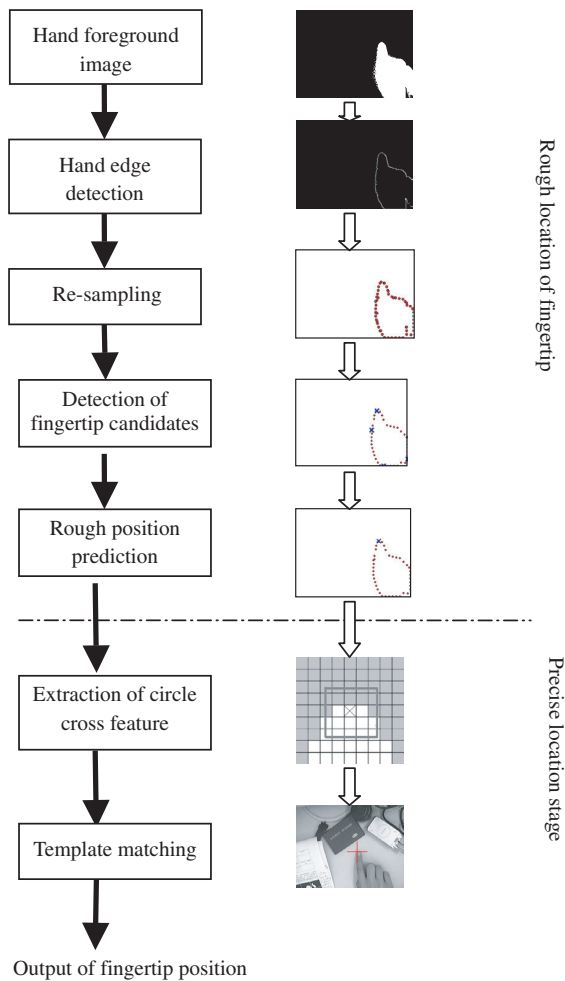 Hand foreground
image
Hand edge
detection
Re-sampling
Detection of
fingertip candidates
Rough position
prediction
Extraction of circle
cross feature
Template matching
Output of fingertip position
Rough location of fingertip
Precise location stage